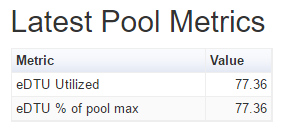 Latest Pool Metrics
Metric Value
eDTU Utilized 77.36
eDTU % of pool max 77.36